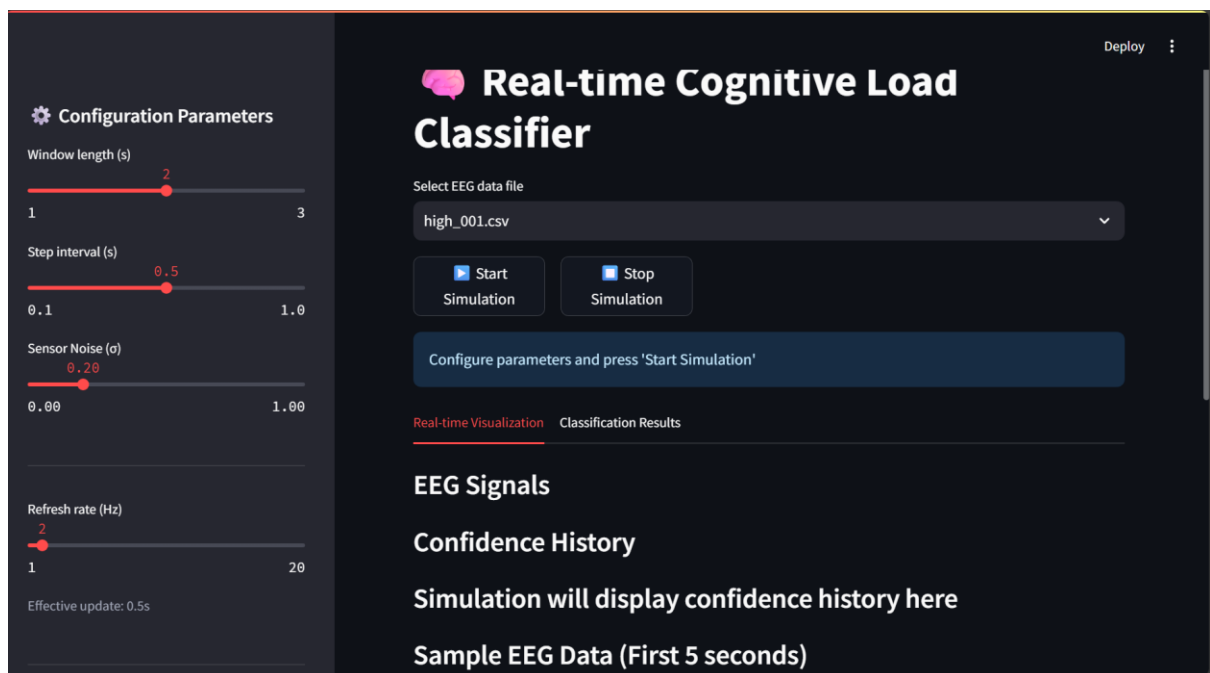 Deploy
⚙ Configuration Parameters
Window length (s)
2
1 3
Step interval (s)
0.5
0.1 1.0
Sensor Noise (σ)
0.20
0.00 1.00
Refresh rate (Hz)
2
1 20
Effective update: 0.5s
🧠 Real-time Cognitive Load
Classifier
Select EEG data file
high_001.csv
▶ Start
Simulation
⏹ Stop
Simulation
Configure parameters and press 'Start Simulation'
Real-time Visualization Classification Results
EEG Signals
Confidence History
Simulation will display confidence history here
Sample EEG Data (First 5 seconds)